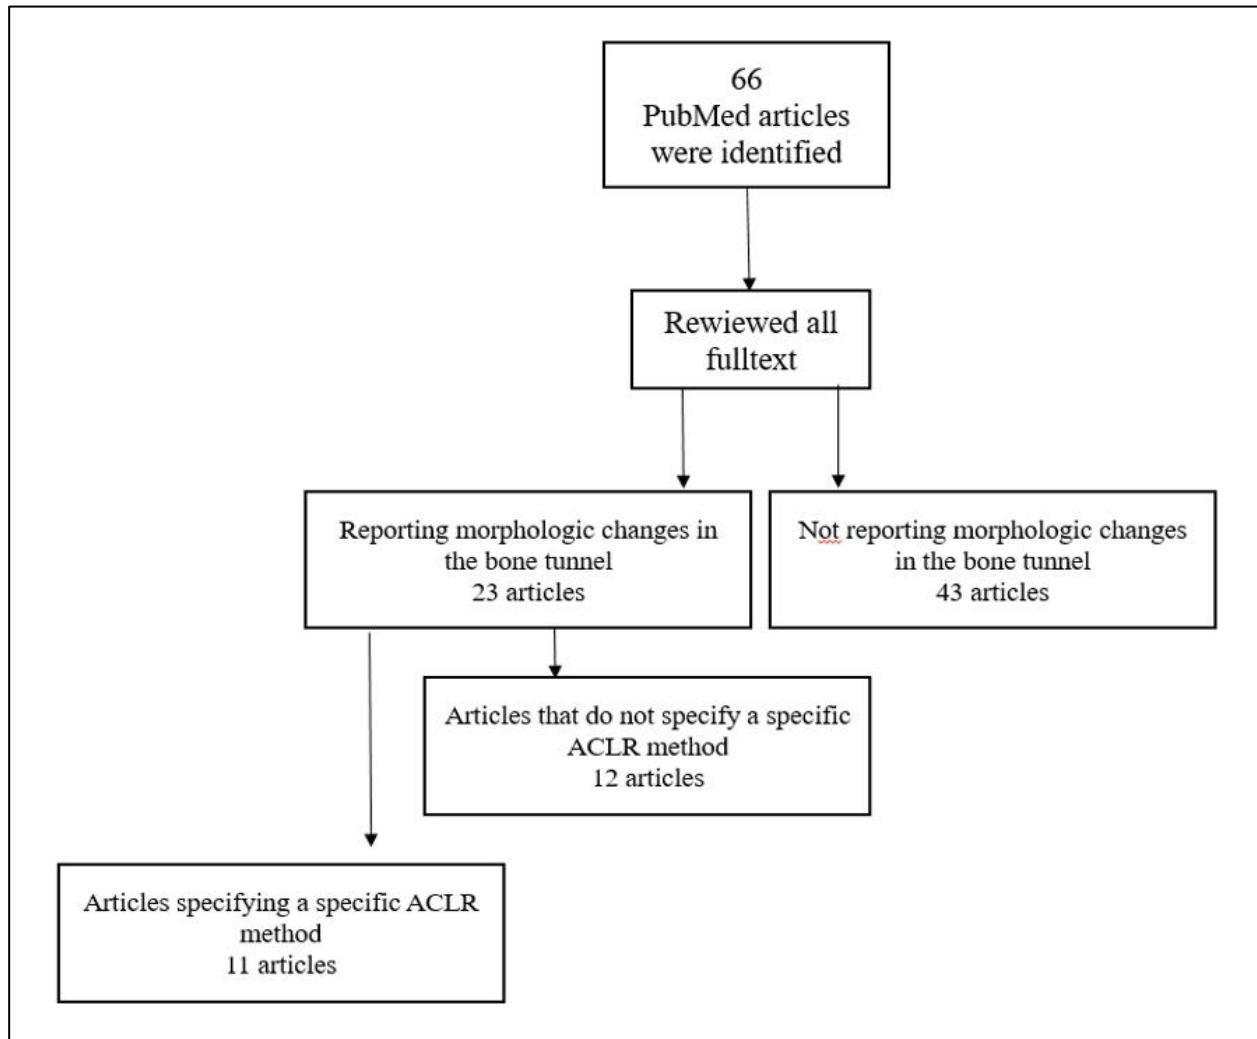 66
PubMed articles
were identified
Rewiewed all
fulltext
Reporting morphologic changes in
the bone tunnel
23 articles
Not reporting morphologic changes
in the bone tunnel
43 articles
Articles that do not specify a specific
ACLR method
12 articles
Articles specifying a specific ACLR
method
11 articles